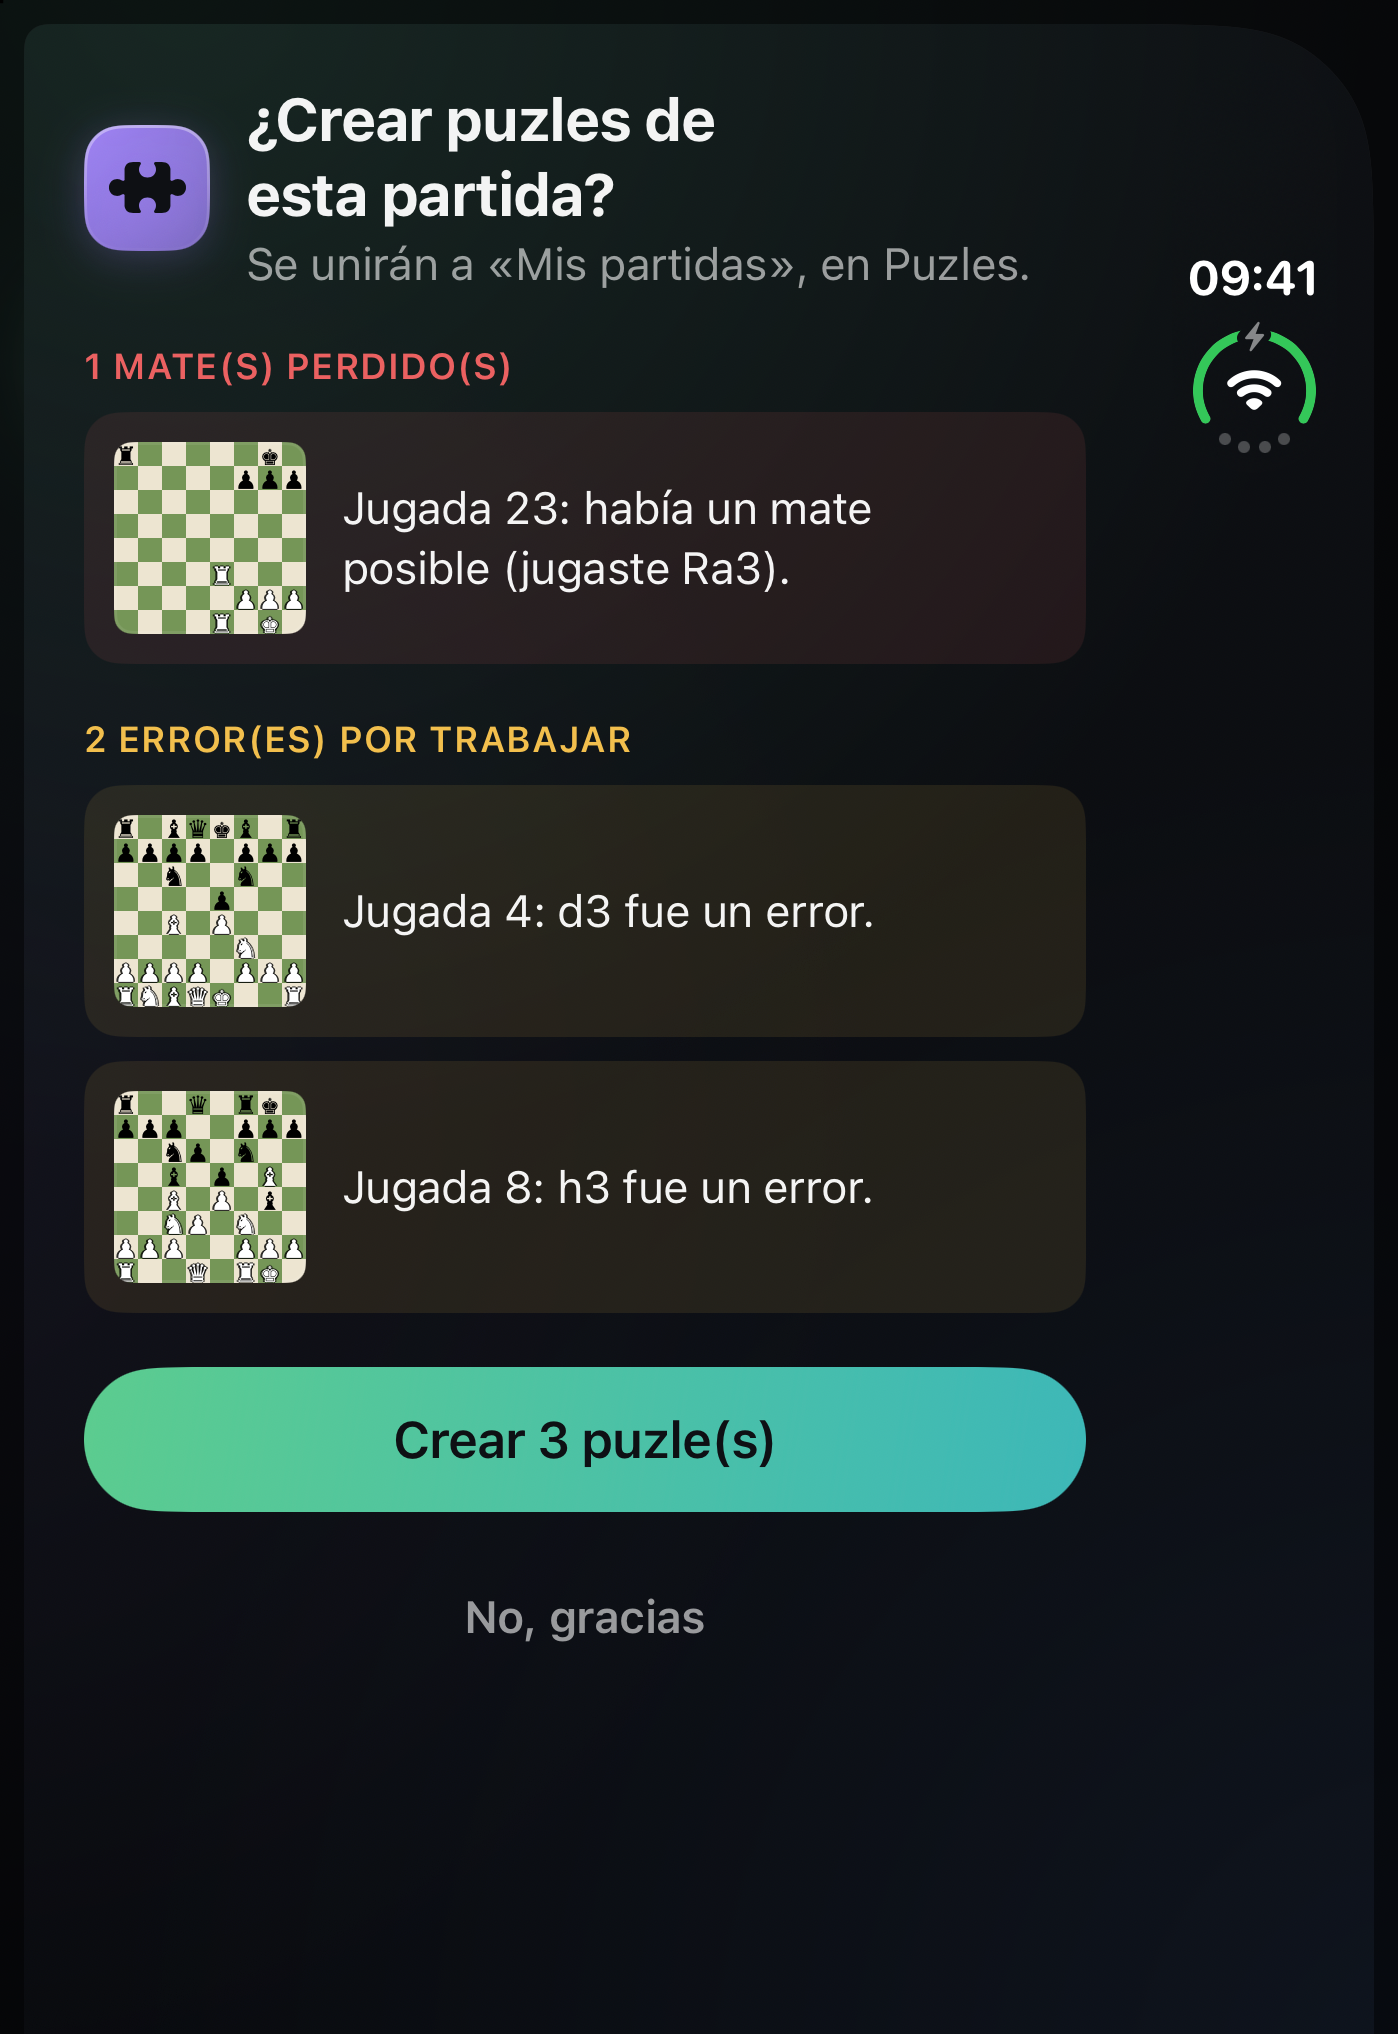 ¿Crear puzles de
esta partida?
Se unirán a «Mis partidas», en Puzles.
09:41
1 MATE(S) PERDIDO(S)
Jugada 23: había un mate
posible (jugaste Ra3).
2 ERROR(ES) POR TRABAJAR
Jugada 4: d3 fue un error.
Jugada 8: h3 fue un error.
Crear 3 puzle(s)
No, gracias